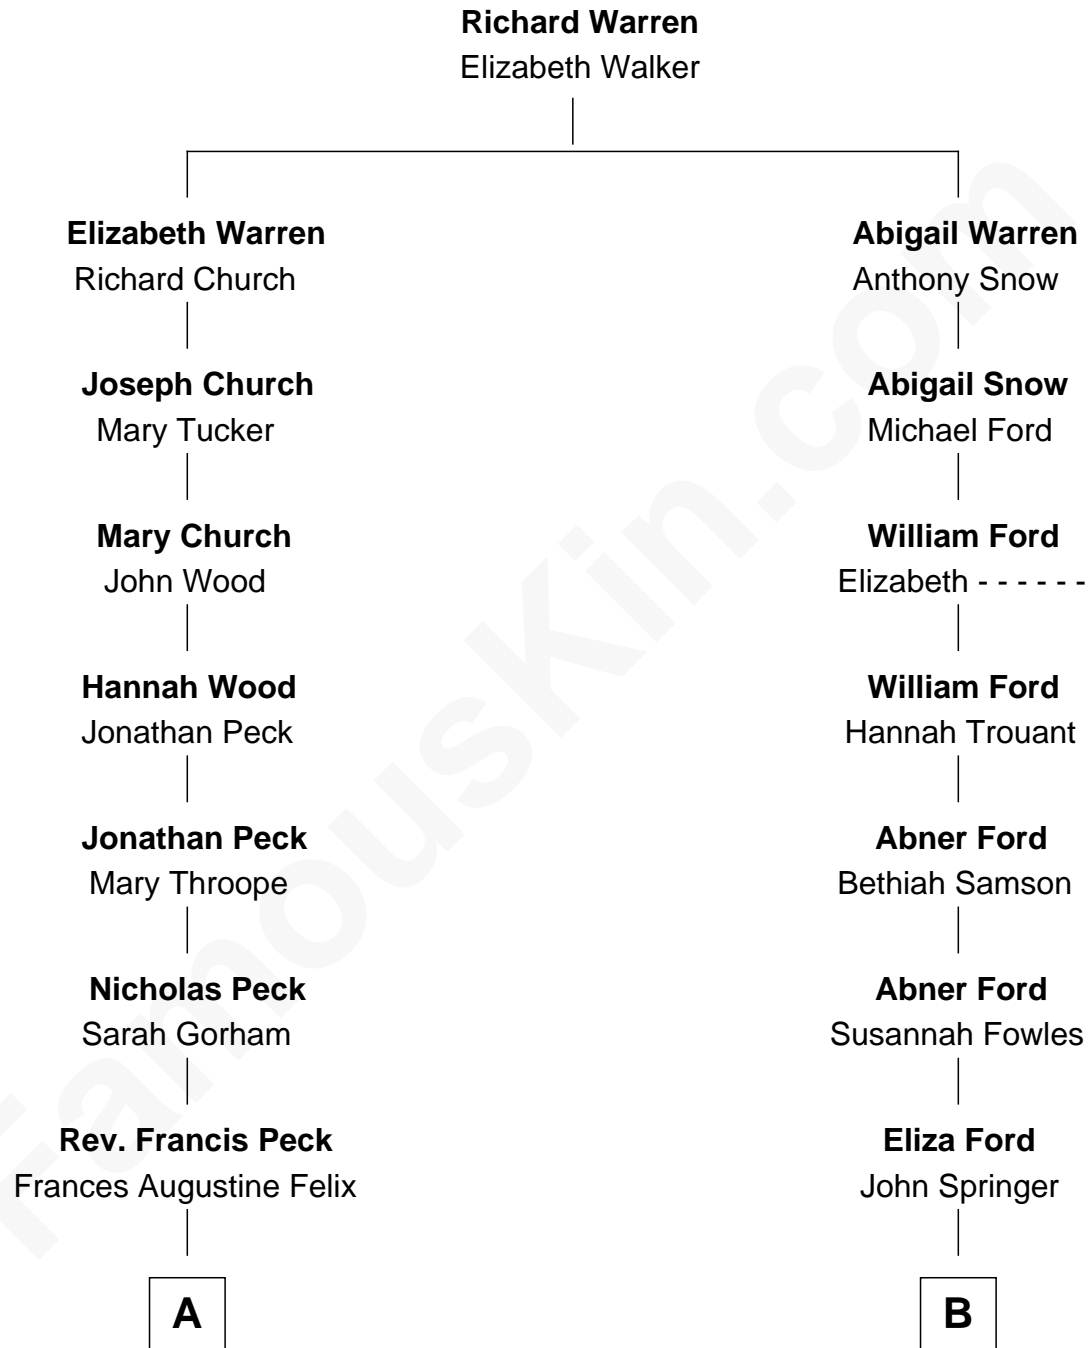 Richard Warren
Elizabeth Walker
Elizabeth Warren
Richard Church
Joseph Church
Mary Tucker
Mary Church
John Wood
Hannah Wood
Jonathan Peck
Jonathan Peck
Mary Throope
Nicholas Peck
Sarah Gorham
Rev. Francis Peck
Frances Augustine Felix
A
Abigail Warren
Anthony Snow
Abigail Snow
Michael Ford
William Ford
Elizabeth - - - - - -
William Ford
Hannah Trouant
Abner Ford
Bethiah Samson
Abner Ford
Susannah Fowles
Eliza Ford
John Springer
B
FamousKin.com